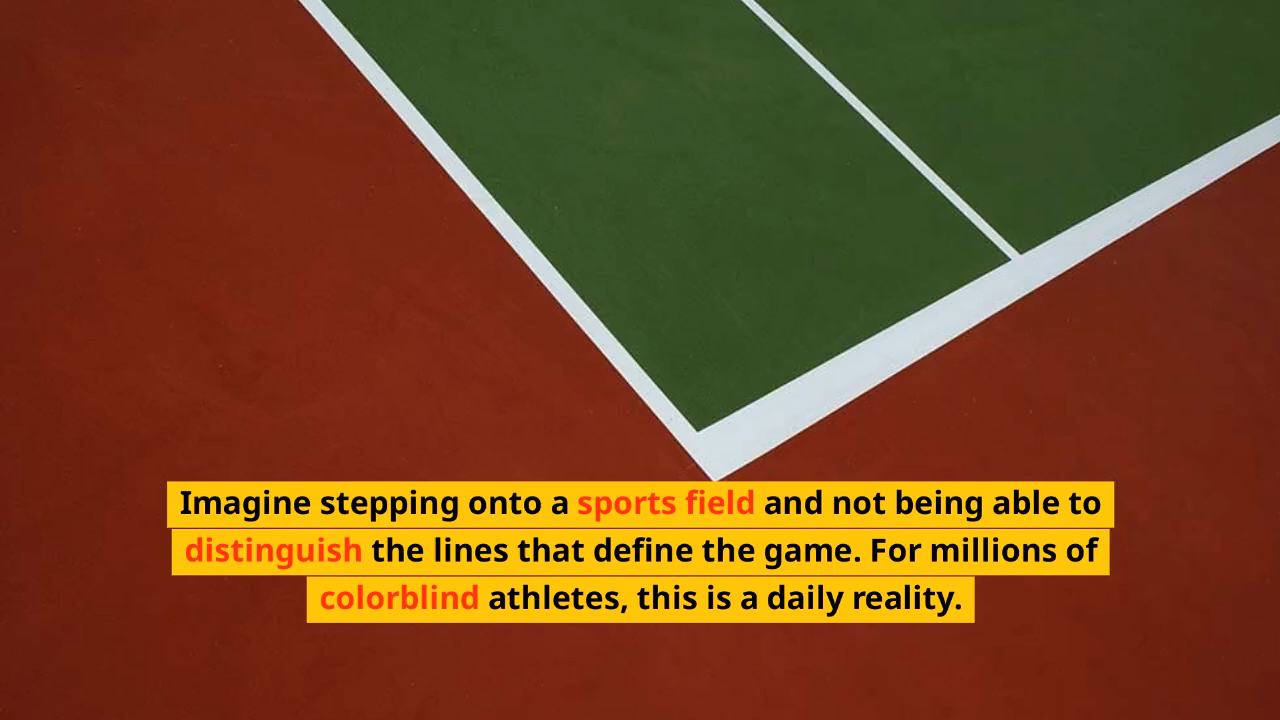 Imagine stepping onto a sports field and not being able to
distinguish the lines that define the game. For millions of
colorblind athletes, this is a daily reality.